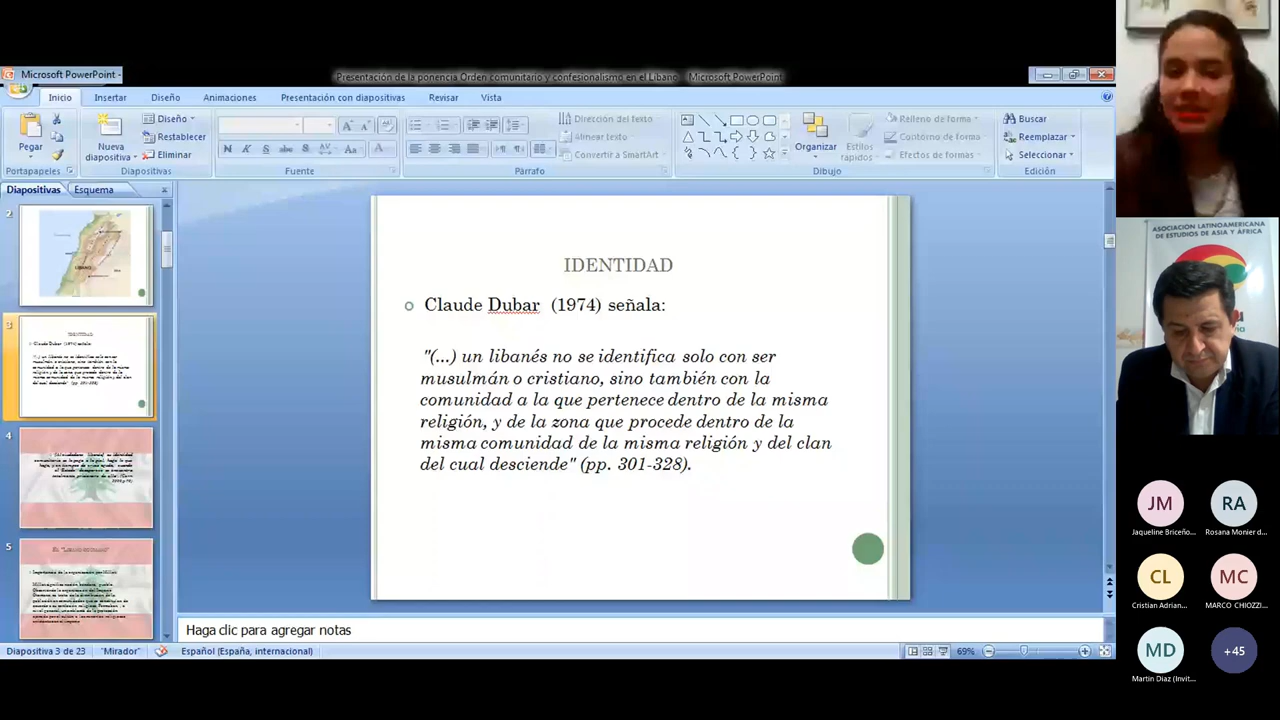 Microsoft PowerPoint -
Presentación de la ponencia Orden comunitario y confesionalismo en el Líbano - Microsoft PowerPoint
Inicio
Insertar
Diseño
Animaciones
Presentación con diapositivas
Revisar
Vista
Pegar
Portapapeles
Nueva
diapositiva
Diseño
Restablecer
Eliminar
Diapositivas
Fuente
Dirección del texto
Alinear texto
Convertir a SmartArt
Párrafo
Organizar
Estilos
rápidos
Relleno de forma
Contorno de forma
Efectos de formas
Dibujo
Buscar
Reemplazar
Seleccionar
Edición
Diapositivas
Esquema
2
3
4
5
IDENTIDAD
Claude Dubar (1974) señala:
"(...) un libanés no se identifica solo con ser
musulmán o cristiano, sino también con la
comunidad a la que pertenece dentro de la misma
religión, y de la zona que procede dentro de la
misma comunidad de la misma religión y del clan
del cual desciende" (pp. 301-328).
Haga clic para agregar notas
Diapositiva 3 de 23
"Mirador"
Español (España, internacional)
69%
ASOCIACION LATINOAMERICANA
DE ESTUDIOS DE ASIA Y AFRICA
JM
Jaqueline Briceño...
RA
Rosana Monier d...
CL
Cristian Adrian...
MC
MARCO CHIOZZI...
MD
Martin Diaz (Invit...
+45